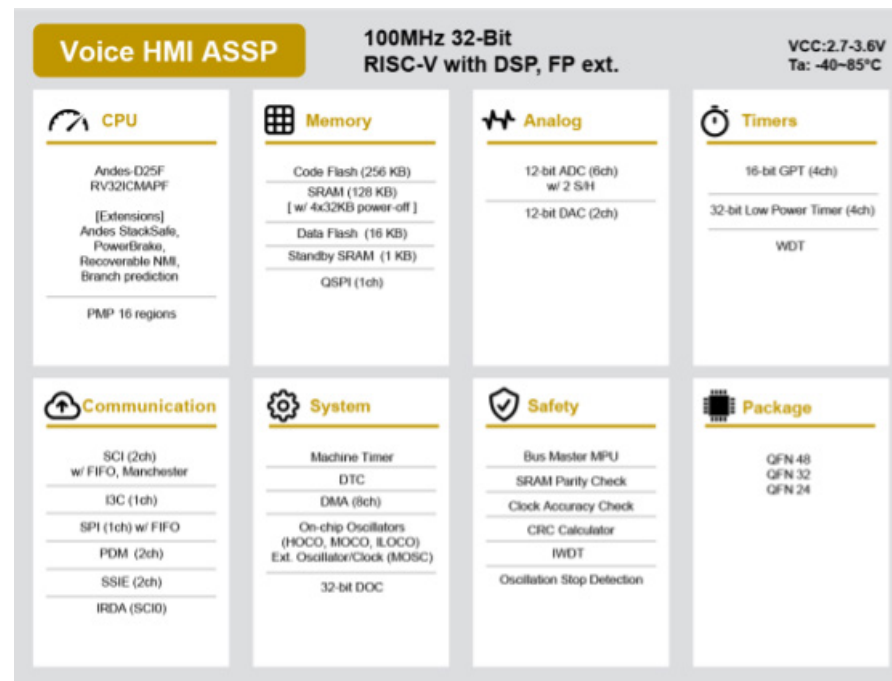 Voice HMI ASSP
100MHz 32-Bit
RISC-V with DSP, FP ext.
VCC:2.7-3.6V
Ta: -40~85°C
CPU
Andes-D25F
RV32ICMAPF
[Extensions]
Andes StackSafe,
PowerBrake,
Recoverable NMI,
Branch prediction
PMP 16 regions
Memory
Code Flash (256 KB)
SRAM (128 KB)
[ w/ 4x32KB power-off ]
Data Flash (16 KB)
Standby SRAM (1 KB)
QSPI (1ch)
Analog
12-bit ADC (6ch)
w/ 2 S/H
12-bit DAC (2ch)
Timers
16-bit GPT (4ch)
32-bit Low Power Timer (4ch)
WDT
Communication
SCI (2ch)
w/ FIFO, Manchester
I3C (1ch)
SPI (1ch) w/ FIFO
PDM (2ch)
SSIE (2ch)
IRDA (SCI0)
System
Machine Timer
DTC
DMA (8ch)
On-chip Oscillators
(HOCO, MOCO, ILOCO)
Ext. Oscillator/Clock (MOSC)
32-bit DOC
Safety
Bus Master MPU
SRAM Parity Check
Clock Accuracy Check
CRC Calculator
IWDT
Oscillation Stop Detection
Package
QFN 48
QFN 32
QFN 24